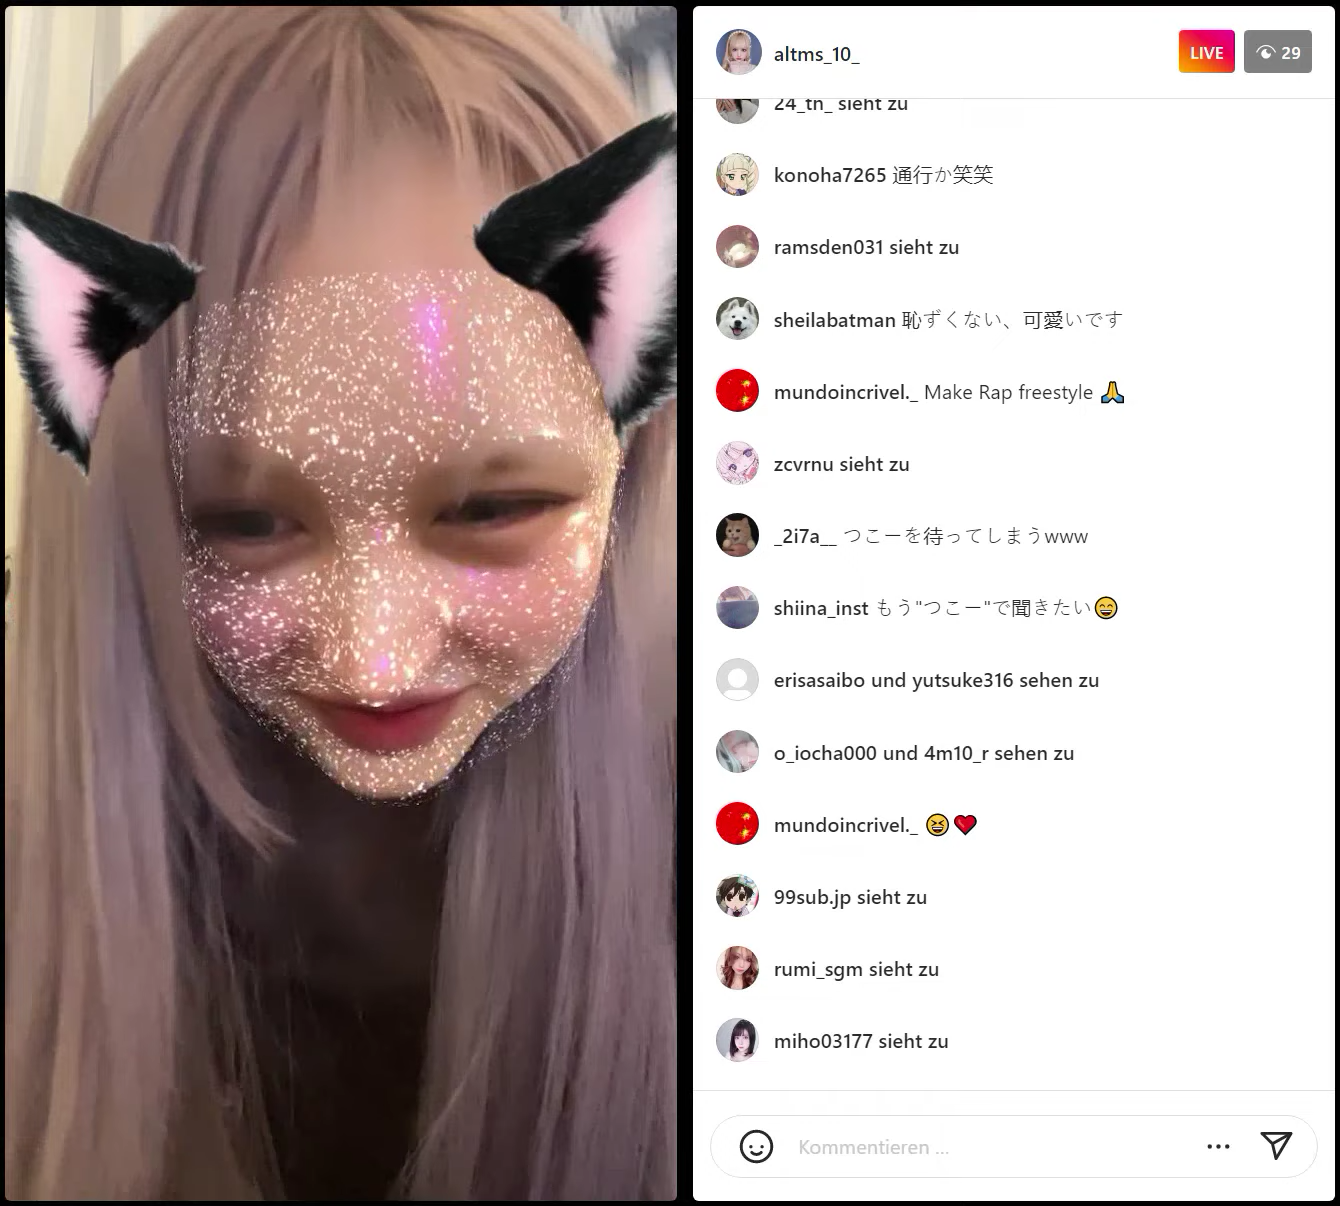 altms_10_
LIVE
29
24_tn_ sieht zu
konoha7265 通行か笑笑
ramsden031 sieht zu
sheilabatman 恥ずくない、可愛いです
mundoincrivel._ Make Rap freestyle 🙏
zcvrnu sieht zu
_2i7a__ つこーを待ってしまうwww
shiina_inst もう"つこー"で聞きたい😄
erisasaibo und yutsuke316 sehen zu
o_iocha000 und 4m10_r sehen zu
mundoincrivel._ 😆❤️
99sub.jp sieht zu
rumi_sgm sieht zu
miho03177 sieht zu
Kommentieren ...